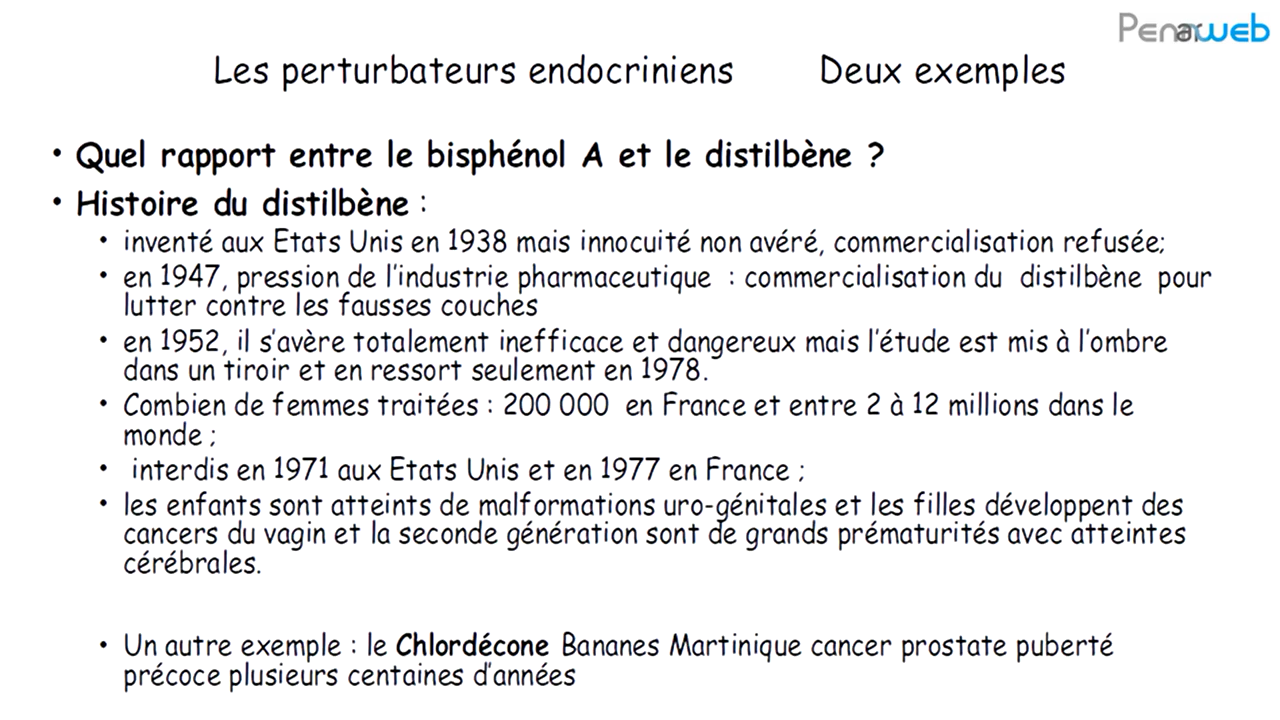 Penarweb
Les perturbateurs endocriniens Deux exemples
• Quel rapport entre le bisphénol A et le distilbène ?
• Histoire du distilbène :
• inventé aux Etats Unis en 1938 mais innocuité non avéré, commercialisation refusée;
• en 1947, pression de l'industrie pharmaceutique : commercialisation du distilbène pour
lutter contre les fausses couches
• en 1952, il s'avère totalement inefficace et dangereux mais l'étude est mis à l'ombre
dans un tiroir et en ressort seulement en 1978.
• Combien de femmes traitées : 200 000 en France et entre 2 à 12 millions dans le
monde ;
• interdis en 1971 aux Etats Unis et en 1977 en France ;
• les enfants sont atteints de malformations uro-génitales et les filles développent des
cancers du vagin et la seconde génération sont de grands prématurités avec atteintes
cérébrales.
• Un autre exemple : le Chlordécone Bananes Martinique cancer prostate puberté
précoce plusieurs centaines d'années